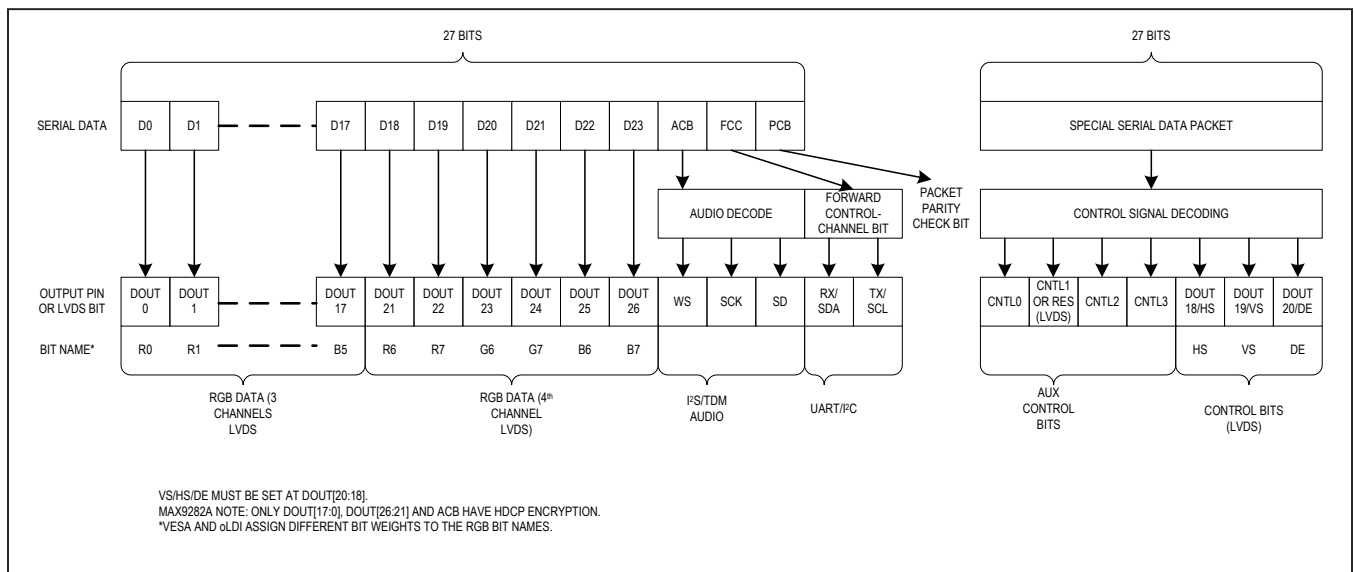 27 BITS
27 BITS
SERIAL DATA
D0
D1
D17
D18
D19
D20
D21
D22
D23
ACB
FCC
PCB
SPECIAL SERIAL DATA PACKET
AUDIO DECODE
FORWARD
CONTROL-
CHANNEL BIT
PACKET
PARITY
CHECK BIT
CONTROL SIGNAL DECODING
OUTPUT PIN
OR LVDS BIT
DOUT
0
DOUT
1
DOUT
17
DOUT
21
DOUT
22
DOUT
23
DOUT
24
DOUT
25
DOUT
26
WS
SCK
SD
RX/
SDA
TX/
SCL
CNTL0
CNTL1
OR RES
(LVDS)
CNTL2
CNTL3
DOUT
18/HS
DOUT
19/VS
DOUT
20/DE
BIT NAME*
R0
R1
B5
R6
R7
G6
G7
B6
B7
HS
VS
DE
RGB DATA (3
CHANNELS
LVDS
RGB DATA (4th
CHANNEL
LVDS)
I²S/TDM
AUDIO
UART/I²C
AUX
CONTROL
BITS
CONTROL BITS
(LVDS)
VS/HS/DE MUST BE SET AT DOUT[20:18].
MAX9282A NOTE: ONLY DOUT[17:0], DOUT[26:21] AND ACB HAVE HDCP ENCRYPTION.
*VESA AND oLDI ASSIGN DIFFERENT BIT WEIGHTS TO THE RGB BIT NAMES.